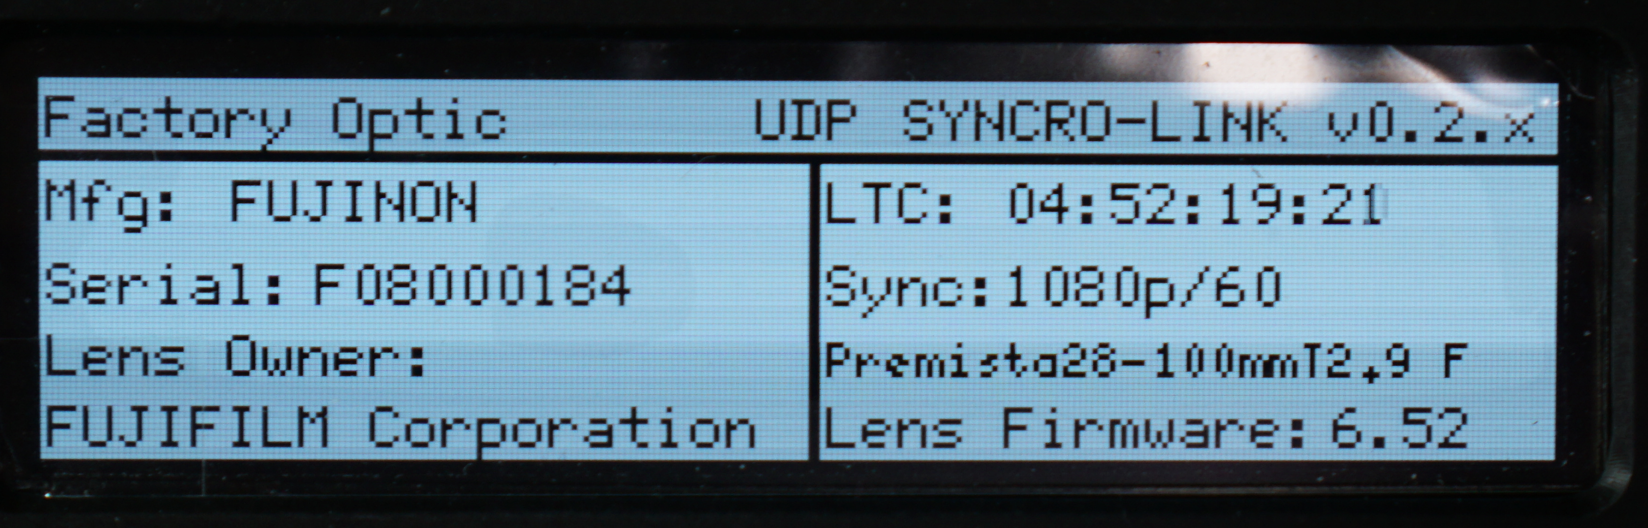 Factory Optic UDP SYNCRO-LINK v0.2.x
Mfg: FUJINON
Serial: F08000184
Lens Owner:
FUJIFILM Corporation
LTC: 04:52:19:21
Sync:1080p/60
Premista28-100mmT2.9 F
Lens Firmware: 6.52